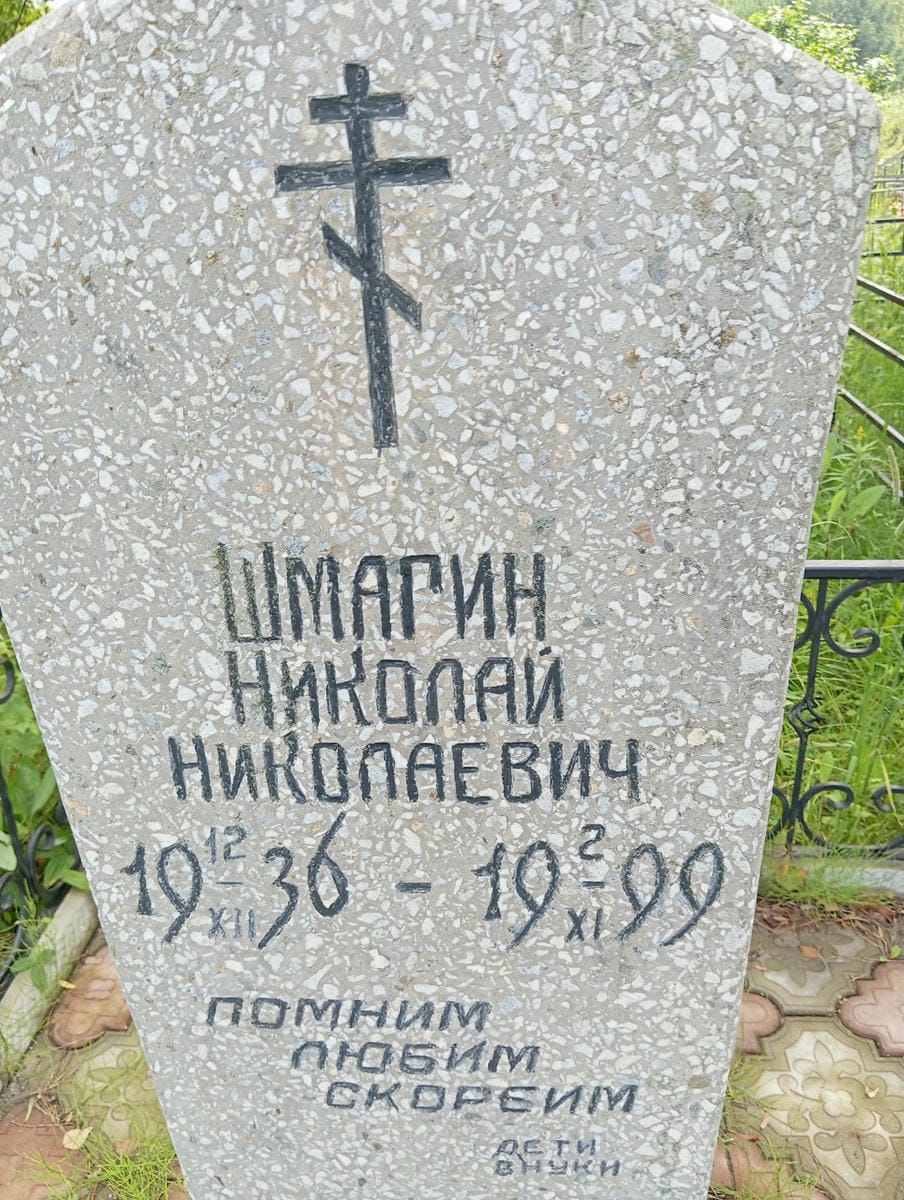 ШМАГИН
НИКОЛАЙ
НИКОЛАЕВИЧ
19 12/XII 36 - 19 2/XI 99
ПОМНИМ
ЛЮБИМ
СКОРБИМ
ДЕТИ
ВНУКИ